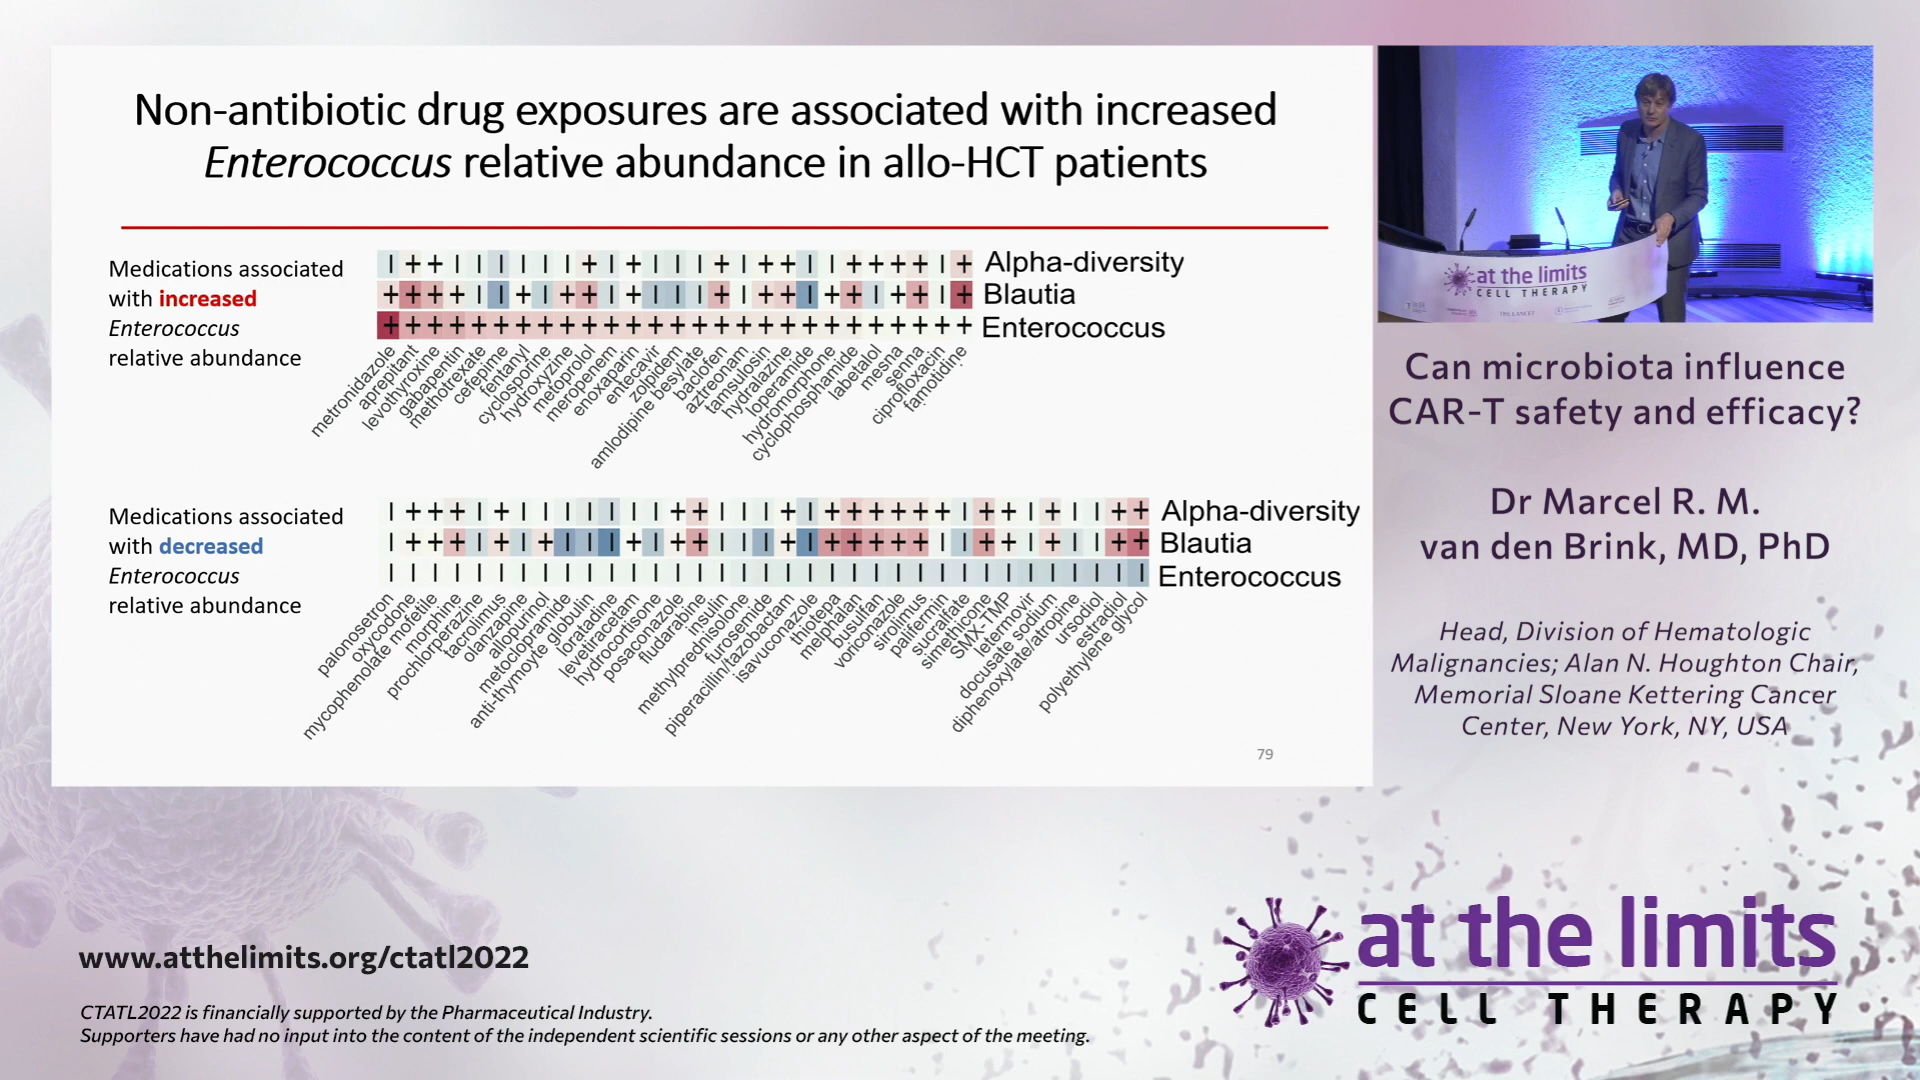 Non-antibiotic drug exposures are associated with increased
Enterococcus relative abundance in allo-HCT patients
Medications associated
with increased
Enterococcus
relative abundance
| + + | | | | | | + | + | | | + | + + | | + + + + | +
Alpha-diversity
Blautia
+ + + + + + + + + + + + + + + + + + + + + + + + + + +
Enterococcus
metronidazole
aprepitant
levothyroxine
gabapentin
methotrexate
cefepime
fentanyl
cyclosporine
hydroxyzine
metoprolol
meropenem
enoxaparin
entecavir
zolpidem
amlodipine besylate
baclofen
aztreonam
tamsulosin
hydralazine
loperamide
hydromorphone
cyclophosphamide
labetalol
mesna
senna
ciprofloxacin
famotidine
Medications associated
with decreased
Enterococcus
relative abundance
Alpha-diversity
Blautia
| | | | | | | | | | | | | | | | | | | | | | | | | | | | | | | | | | |
Enterococcus
palonosetron
oxycodone
mycophenolate mofetile
morphine
prochlorperazine
tacrolimus
olanzapine
allopurinol
metoclopramide
anti-thymoyte globulin
loratadine
levetiracetam
hydrocortisone
posaconazole
fludarabine
insulin
methylprednisolone
furosemide
piperacillin/tazobactam
isavuconazole
thiotepa
melphalan
busulfan
voriconazole
sirolimus
palifermin
sucralfate
simethicone
SMX-TMP
letermovir
docusate sodium
diphenoxylate/atropine
ursodiol
estradiol
polyethylene glycol
79
at the limits
CELL THERAPY
THE LANCET
Can microbiota influence
CAR-T safety and efficacy?
Dr Marcel R. M.
van den Brink, MD, PhD
Head, Division of Hematologic
Malignancies; Alan N. Houghton Chair,
Memorial Sloane Kettering Cancer
Center, New York, NY, USA
www.atthelimits.org/ctatl2022
CTATL2022 is financially supported by the Pharmaceutical Industry.
Supporters have had no input into the content of the independent scientific sessions or any other aspect of the meeting.
at the limits
CELL THERAPY